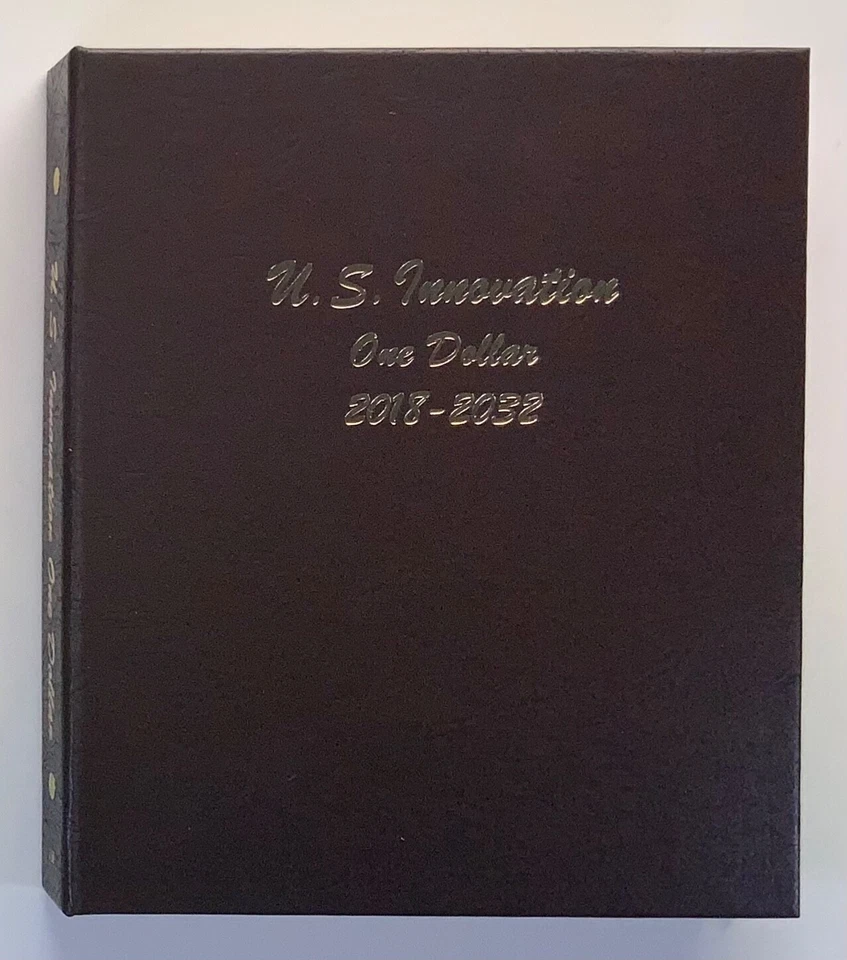 U. S. Innovation
One Dollar
2018-2032
U. S. Innovation One Dollar